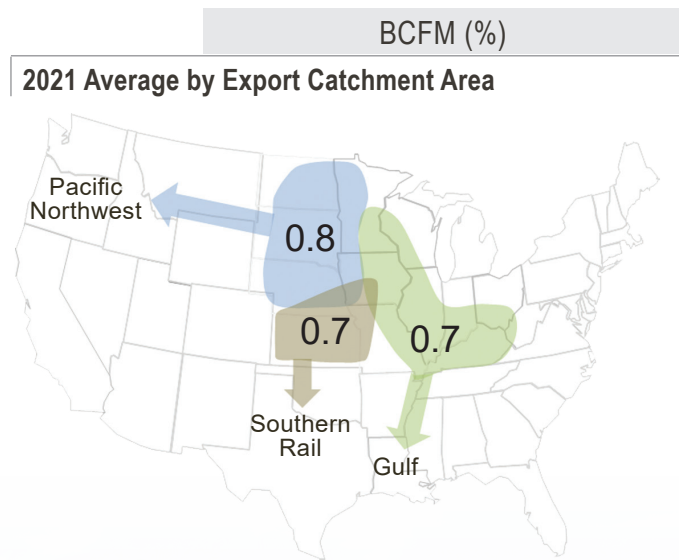 BCFM (%)
2021 Average by Export Catchment Area
Pacific
Northwest
0.8
0.7
0.7
Southern
Rail
Gulf